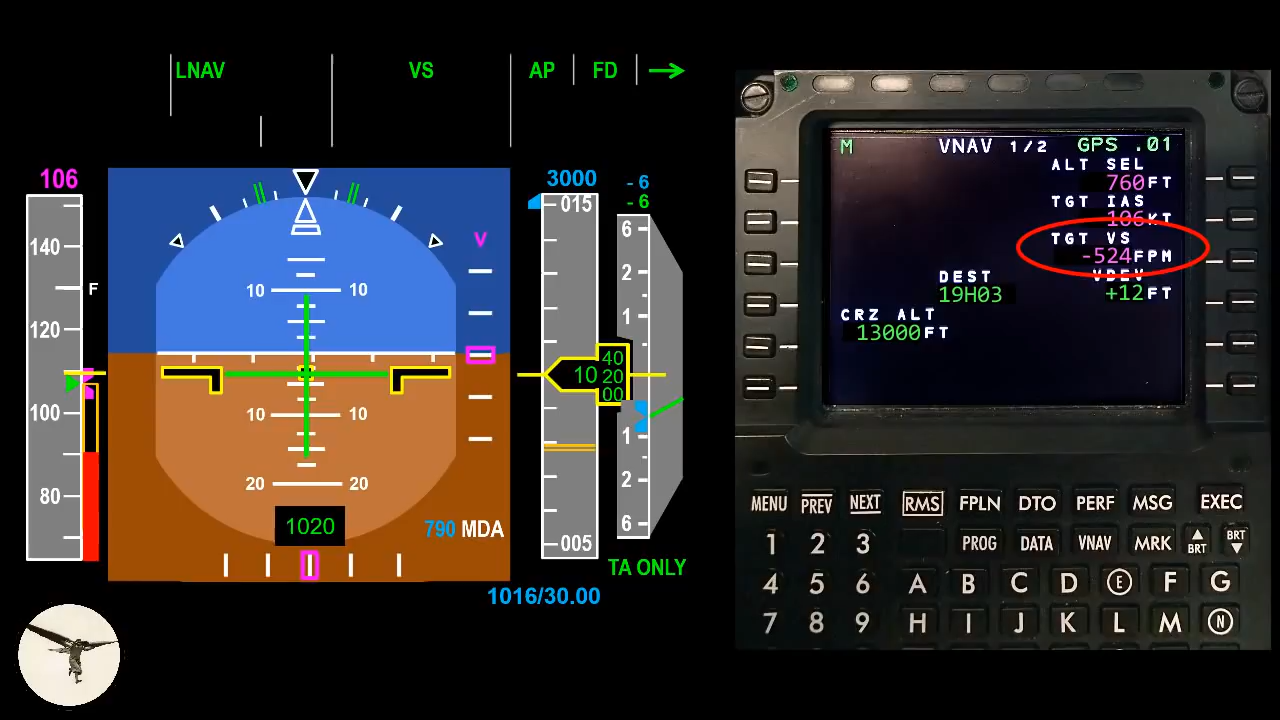 LNAV VS AP FD
106
140
120
100
80
F
10 10
10 10
20 20
1020
V
790 MDA
3000
015
10
40
20
00
005
1016/30.00
- 6
- 6
6
2
1
1
2
6
TA ONLY
M VNAV 1/2 GPS .01
ALT SEL
760FT
TGT IAS
106KT
TGT VS
-524FPM
DEST VDEV
19H03 +12FT
CRZ ALT
13000FT
MENU PREV NEXT RMS FPLN DTO PERF MSG EXEC
1 2 3 PROG DATA VNAV MRK BRT BRT
4 5 6 A B C D E F G
7 8 9 H I J K L M N